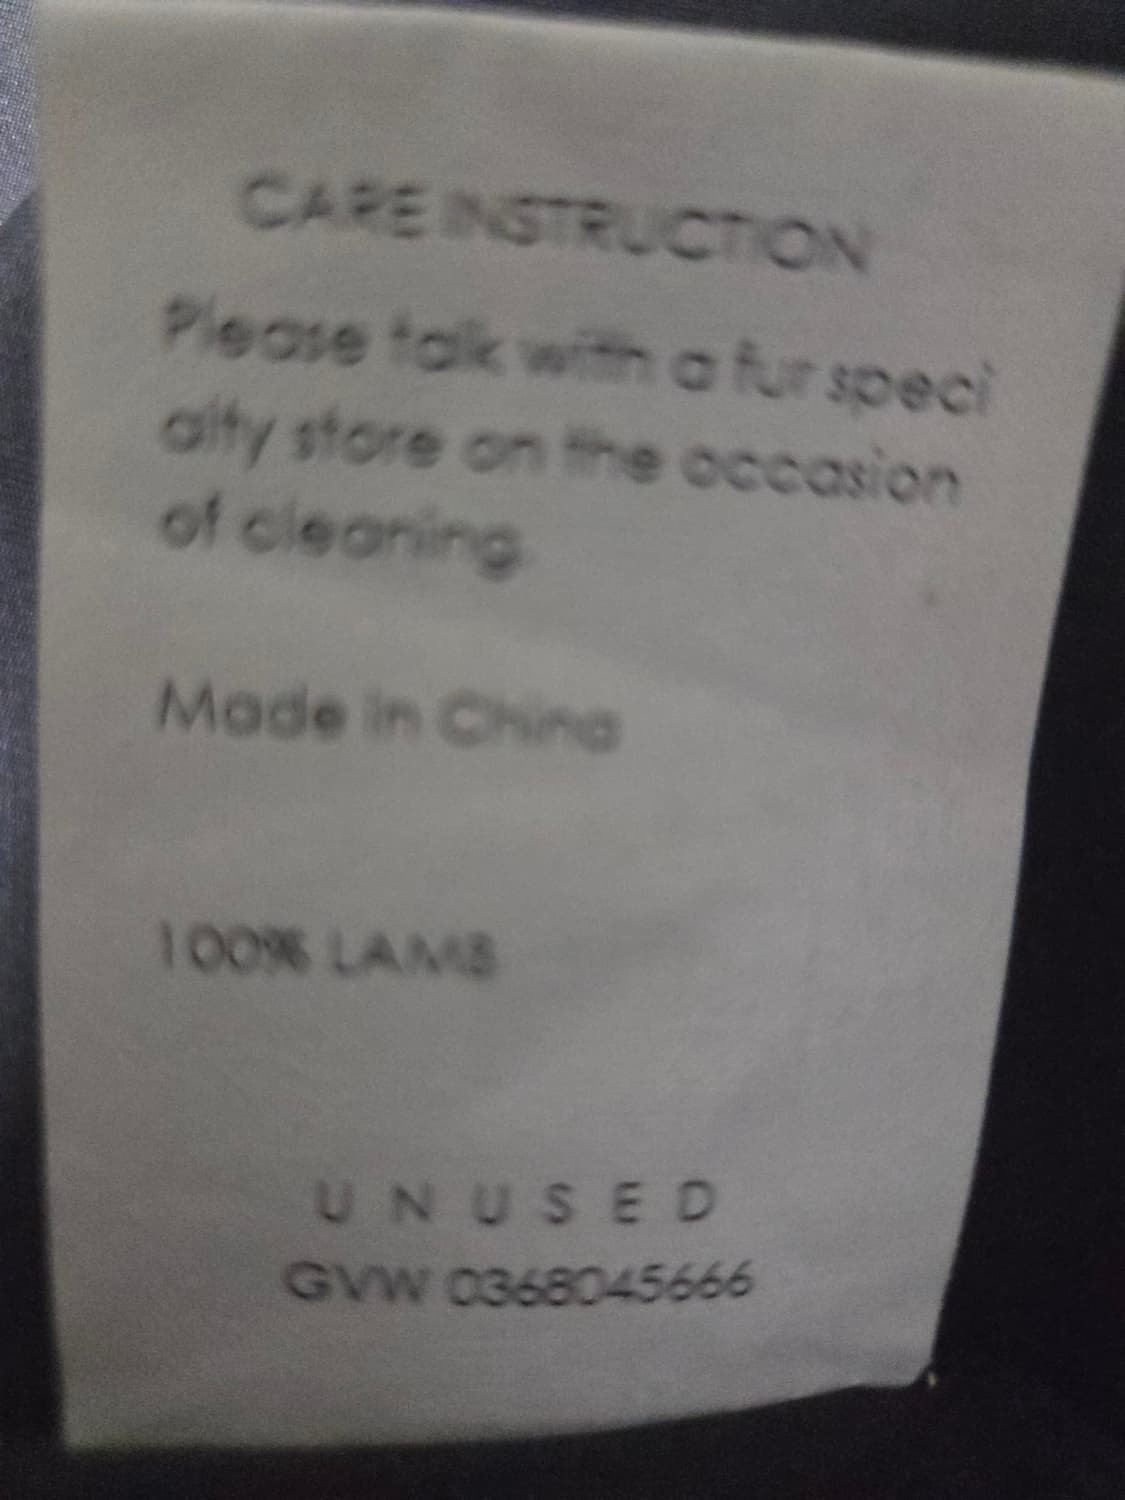 CARE INSTRUCTION
Please talk with a fur speci
alty store on the occasion
of cleaning.
Made in China
100% LAMB
UNUSED
GVW 0368045666